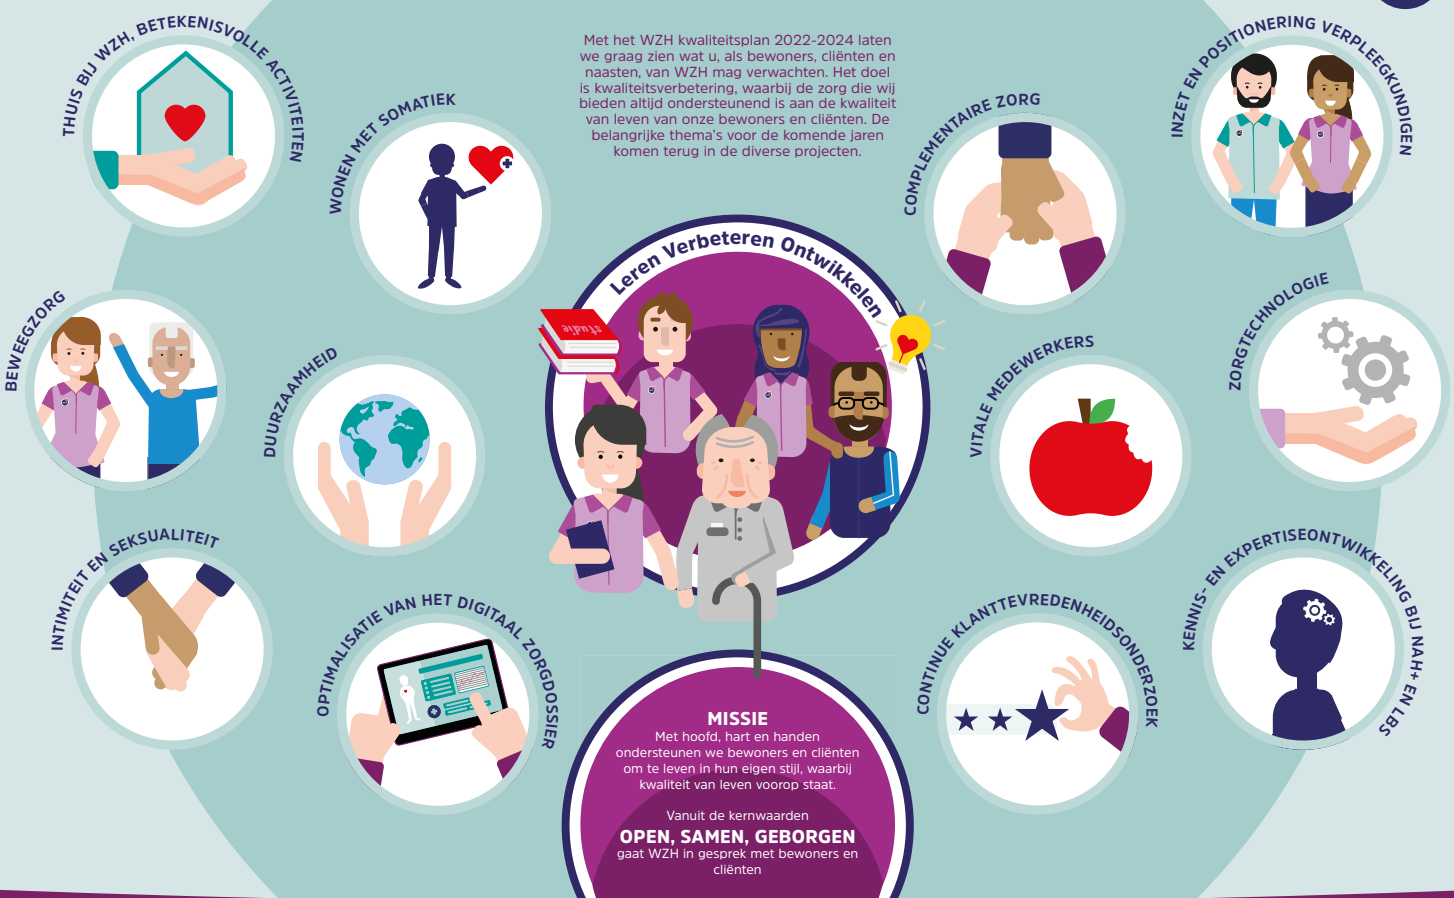 THUIS BIJ WZH, BETEKENISVOLLE ACTIVITEITEN
WONEN MET SOMATIEK
Met het WZH kwaliteitsplan 2022-2024 laten
we graag zien wat u, als bewoners, cliënten en
naasten, van WZH mag verwachten. Het doel
is kwaliteitsverbetering, waarbij de zorg die wij
bieden altijd ondersteunend is aan de kwaliteit
van leven van onze bewoners en cliënten. De
belangrijke thema's voor de komende jaren
komen terug in de diverse projecten.
COMPLEMENTAIRE ZORG
INZET EN POSITIONERING VERPLEEGKUNDIGEN
BEWEEGZORG
DUURZAAMHEID
Leren Verbeteren Ontwikkelen
studie
VITALE MEDEWERKERS
ZORGTECHNOLOGIE
INTIMITEIT EN SEKSUALITEIT
OPTIMALISATIE VAN HET DIGITAAL ZORGDOSSIER
CONTINUE KLANTTEVREDENHEIDSONDERZOEK
KENNIS- EN EXPERTISEONTWIKKELING BIJ NAH+ EN LBS
MISSIE
Met hoofd, hart en handen
ondersteunen we bewoners en cliënten
om te leven in hun eigen stijl, waarbij
kwaliteit van leven voorop staat.
Vanuit de kernwaarden
OPEN, SAMEN, GEBORGEN
gaat WZH in gesprek met bewoners en
cliënten